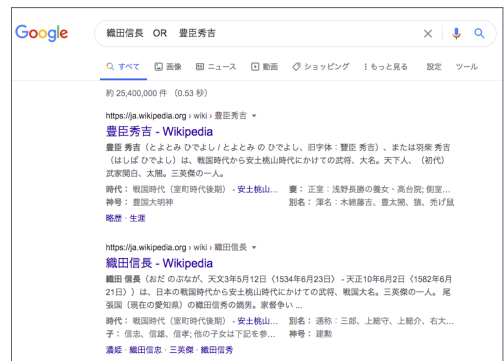 Google
織田信長　OR　豊臣秀吉
すべて 画像 ニュース 動画 ショッピング もっと見る 設定 ツール
約 25,400,000 件 （0.53 秒）
https://ja.wikipedia.org › wiki › 豊臣秀吉
豊臣秀吉 - Wikipedia
豊臣 秀吉（とよとみ ひでよし / とよとみ の ひでよし、旧字体：豐臣 秀吉）、または羽柴 秀吉
（はしば ひでよし）は、戦国時代から安土桃山時代にかけての武将、大名。天下人、（初代）
武家関白、太閤。三英傑の一人。
時代： 戦国時代（室町時代後期） - 安土桃山... 妻： 正室：浅野長勝の養女・高台院; 側室...
神号： 豊国大明神 別名： 渾名：木綿藤吉、豊太閤、猿、禿げ鼠
略歴 · 生涯
https://ja.wikipedia.org › wiki › 織田信長
織田信長 - Wikipedia
織田 信長（おだ のぶなが、天文3年5月12日〈1534年6月23日〉 - 天正10年6月2日〈1582年6月
21日〉）は、日本の戦国時代から安土桃山時代にかけての武将、戦国大名。三英傑の一人。 尾
張国（現在の愛知県）の織田信秀の嫡男。家督争い ...
時代： 戦国時代（室町時代後期） - 安土桃山... 別名： 通称：三郎、上総守、上総介、右大...
子： 信忠、信雄、信孝; 他の子女は下記を参... 神号： 建勲
濃姫 · 織田信忠 · 三英傑 · 織田信秀